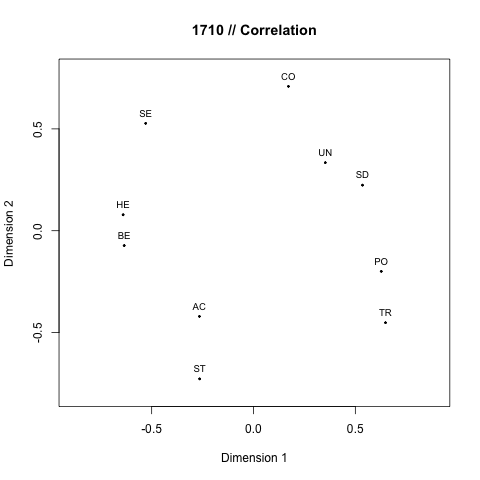 1710 // Correlation
CO
SE
UN
SD
HE
BE
PO
AC
TR
ST
0.5
0.0
-0.5
Dimension 2
-0.5
0.0
0.5
Dimension 1